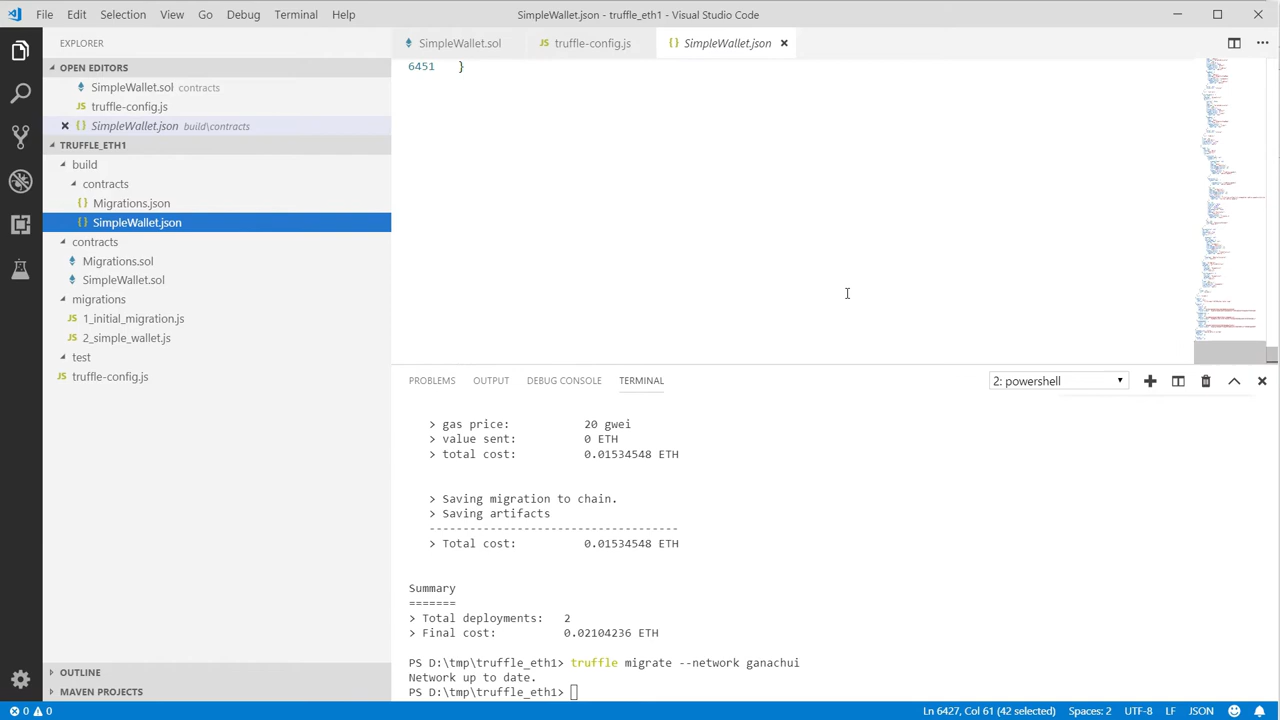 File Edit Selection View Go Debug Terminal Help
SimpleWallet.json - truffle_eth1 - Visual Studio Code
EXPLORER
OPEN EDITORS
SimpleWallet.sol contracts
truffle-config.js
SimpleWallet.json build\contracts
TRUFFLE_ETH1
build
contracts
Migrations.json
SimpleWallet.json
contracts
Migrations.sol
SimpleWallet.sol
migrations
1_initial_migration.js
2_simple_wallet.js
test
truffle-config.js
OUTLINE
MAVEN PROJECTS
SimpleWallet.sol truffle-config.js SimpleWallet.json
6451 }
PROBLEMS OUTPUT DEBUG CONSOLE TERMINAL 2: powershell
> gas price: 20 gwei
> value sent: 0 ETH
> total cost: 0.01534548 ETH
> Saving migration to chain.
> Saving artifacts
-------------------------------------
> Total cost: 0.01534548 ETH
Summary
=======
> Total deployments: 2
> Final cost: 0.02104236 ETH
PS D:\tmp\truffle_eth1> truffle migrate --network ganachui
Network up to date.
PS D:\tmp\truffle_eth1>
0 0 Ln 6427, Col 61 (42 selected) Spaces: 2 UTF-8 LF JSON